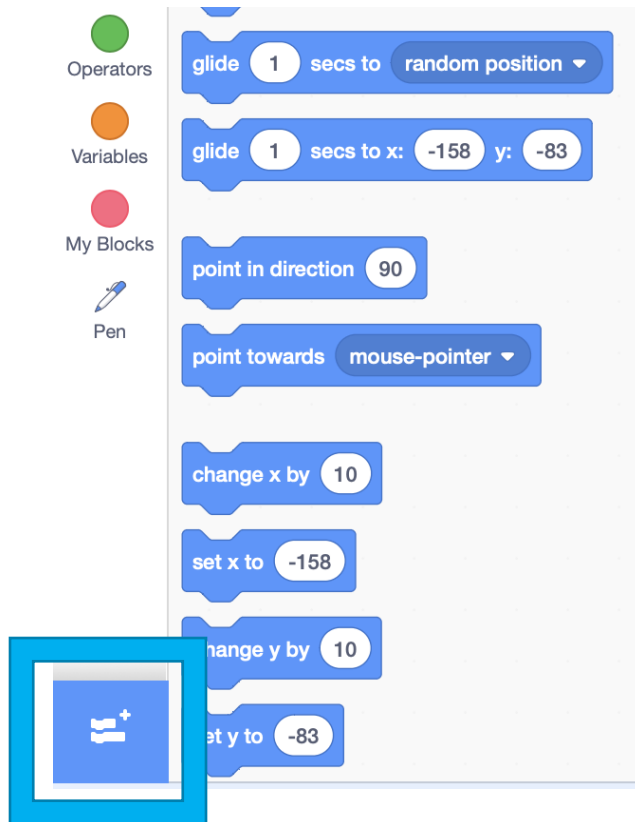 Operators
Variables
My Blocks
Pen
glide 1 secs to random position
glide 1 secs to x: -158 y: -83
point in direction 90
point towards mouse-pointer
change x by 10
set x to -158
hange y by 10
et y to -83